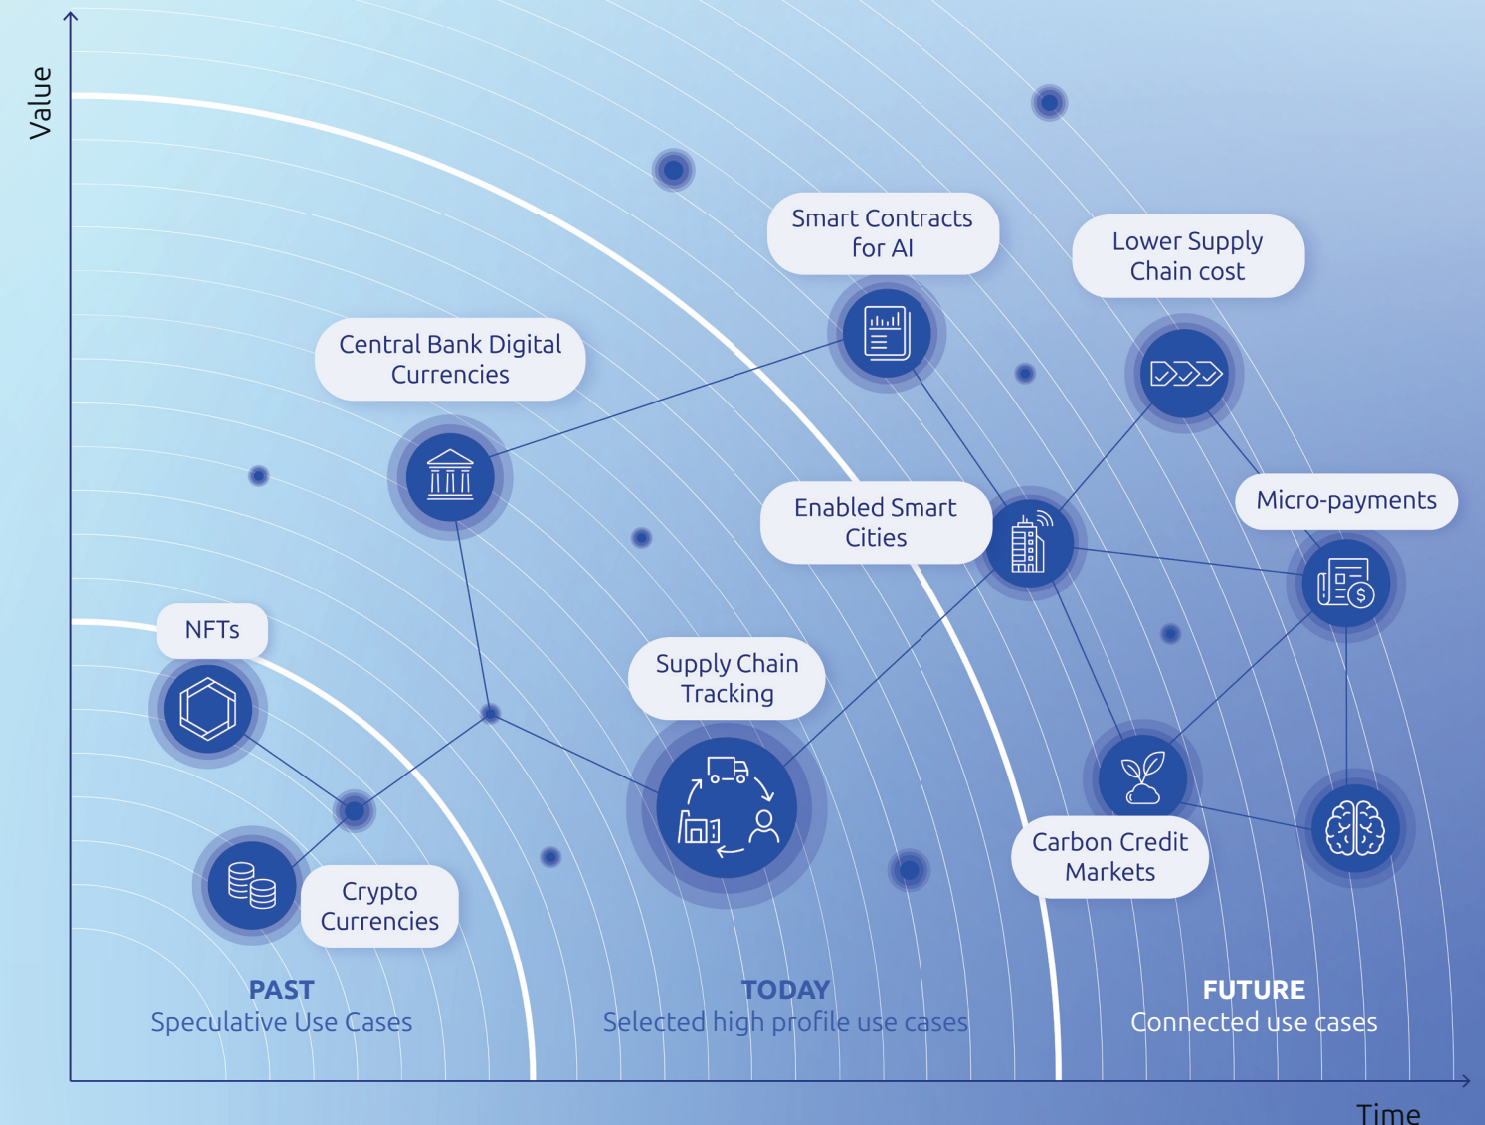 Value
Smart Contracts
for AI
Lower Supply
Chain cost
Central Bank Digital
Currencies
Enabled Smart
Cities
Micro-payments
NFTs
Supply Chain
Tracking
Carbon Credit
Markets
Crypto
Currencies
$
PAST
Speculative Use Cases
TODAY
Selected high profile use cases
FUTURE
Connected use cases
Time